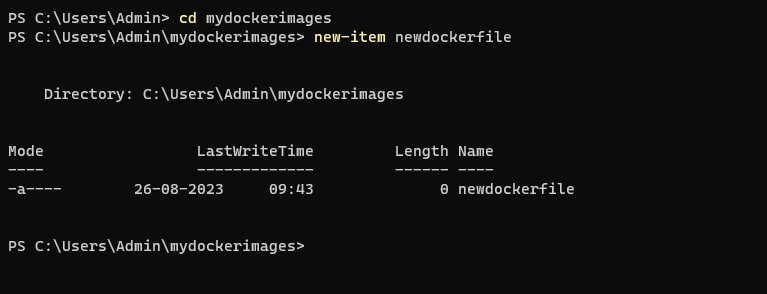 PS C:\Users\Admin> cd mydockerimages
PS C:\Users\Admin\mydockerimages> new-item newdockerfile
Directory: C:\Users\Admin\mydockerimages
Mode                 LastWriteTime         Length Name
----                 -------------         ------ ----
-a----        26-08-2023     09:43              0 newdockerfile
PS C:\Users\Admin\mydockerimages>